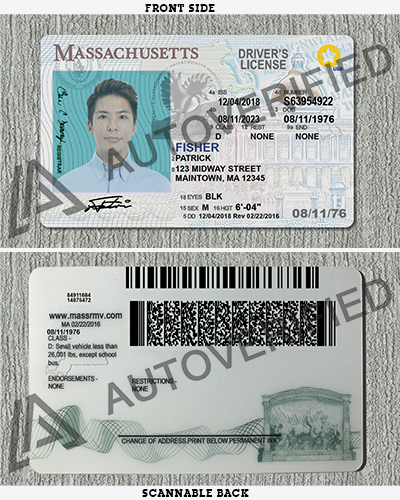 FRONT SIDE
MASSACHUSETTS
DRIVER'S
LICENSE
4a ISS
12/04/2018
NUMBER
S63954922
4b
08/11/2023
3 DOB
08/11/1976
9 CLASS
D
12 REST
NONE
9a END
NONE
FISHER
PATRICK
123 MIDWAY STREET
MAINTOWN, MA 12345
18 EYES BLK
15 SEX M 16 HGT 6'-04"
5 DD 12/04/2018 Rev 02/22/2016
08/11/76
AUTOVERIFIED
84911684
14875472
www.massrmv.com
MA 02/22/2016
08/11/1976
CLASS -
D: Small vehicle less than
26,001 lbs, except school
bus,
ENDORSEMENTS -
NONE
RESTRICTIONS -
NONE
CHANGE OF ADDRESS.PRINT BELOW PERMANENT INK
AUTOVERIFIED
SCANNABLE BACK